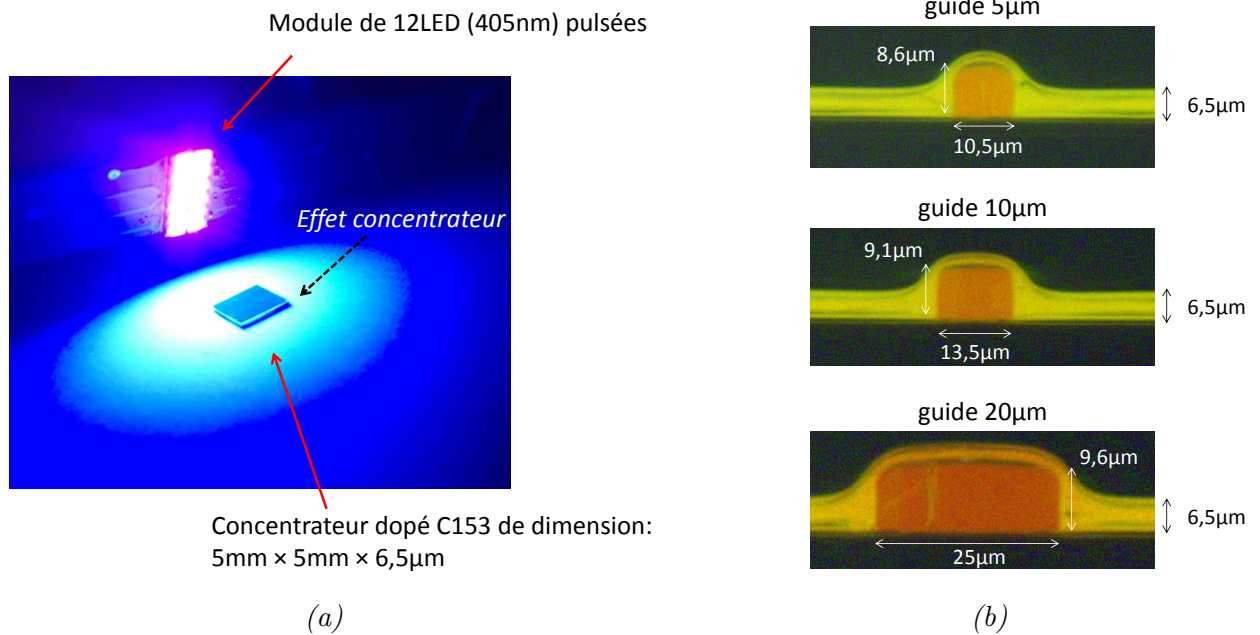 Module de 12LED (405nm) pulsées
Effet concentrateur
Concentrateur dopé C153 de dimension:
5mm × 5mm × 6,5µm
(a)
guide 5µm
8,6µm
6,5µm
10,5µm
guide 10µm
9,1µm
6,5µm
13,5µm
guide 20µm
9,6µm
6,5µm
25µm
(b)